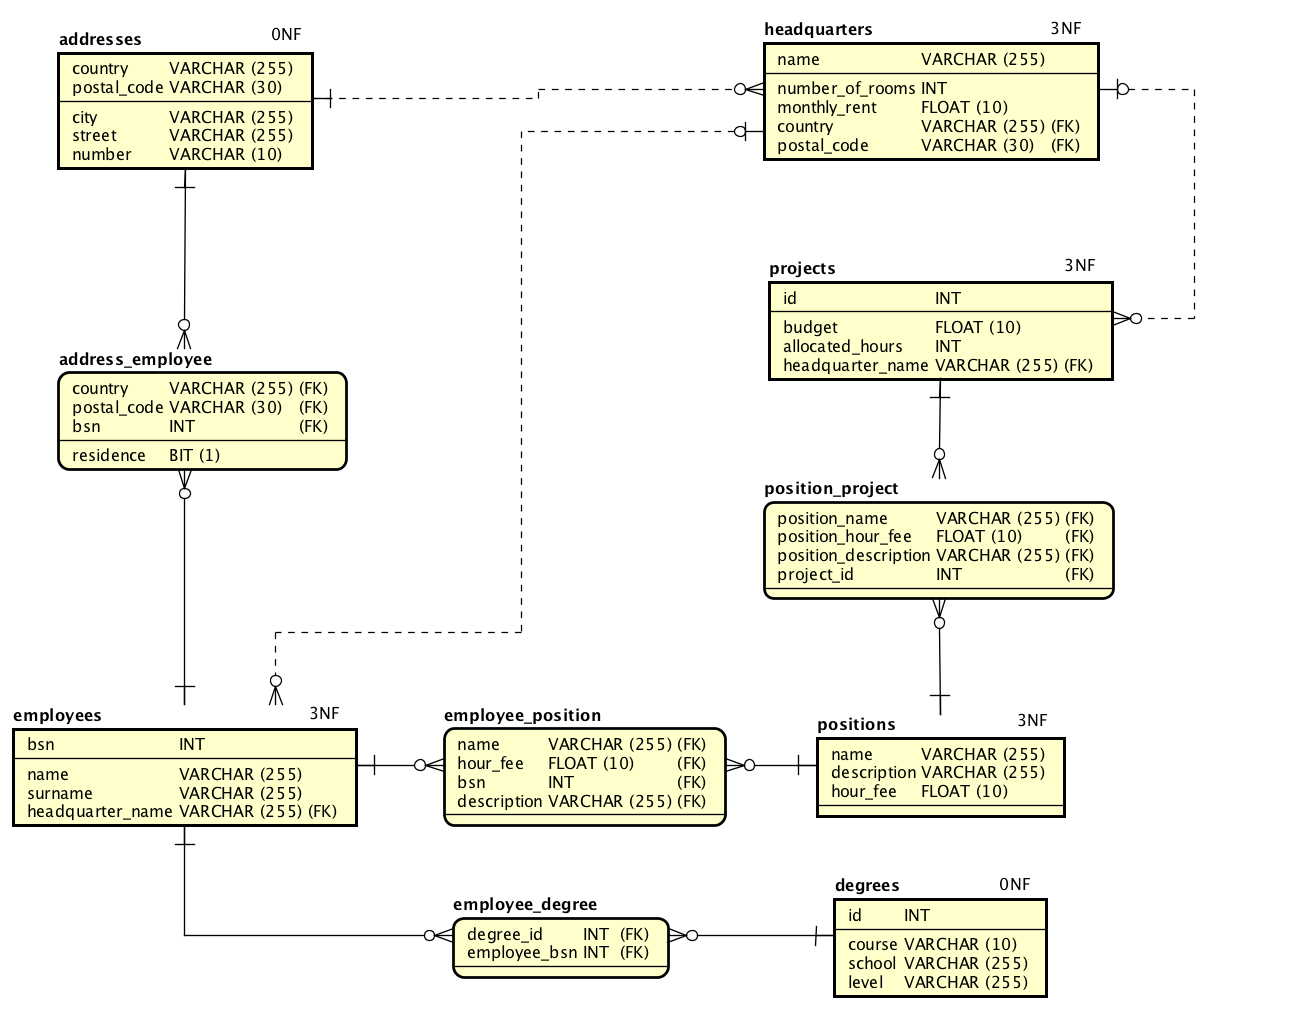 addresses 0NF
country VARCHAR (255)
postal_code VARCHAR (30)
city VARCHAR (255)
street VARCHAR (255)
number VARCHAR (10)
headquarters 3NF
name VARCHAR (255)
number_of_rooms INT
monthly_rent FLOAT (10)
country VARCHAR (255) (FK)
postal_code VARCHAR (30) (FK)
projects 3NF
id INT
budget FLOAT (10)
allocated_hours INT
headquarter_name VARCHAR (255) (FK)
address_employee
country VARCHAR (255) (FK)
postal_code VARCHAR (30) (FK)
bsn INT (FK)
residence BIT (1)
position_project
position_name VARCHAR (255) (FK)
position_hour_fee FLOAT (10) (FK)
position_description VARCHAR (255) (FK)
project_id INT (FK)
employees 3NF
bsn INT
name VARCHAR (255)
surname VARCHAR (255)
headquarter_name VARCHAR (255) (FK)
employee_position
name VARCHAR (255) (FK)
hour_fee FLOAT (10) (FK)
bsn INT (FK)
description VARCHAR (255) (FK)
positions 3NF
name VARCHAR (255)
description VARCHAR (255)
hour_fee FLOAT (10)
employee_degree
degree_id INT (FK)
employee_bsn INT (FK)
degrees 0NF
id INT
course VARCHAR (10)
school VARCHAR (255)
level VARCHAR (255)